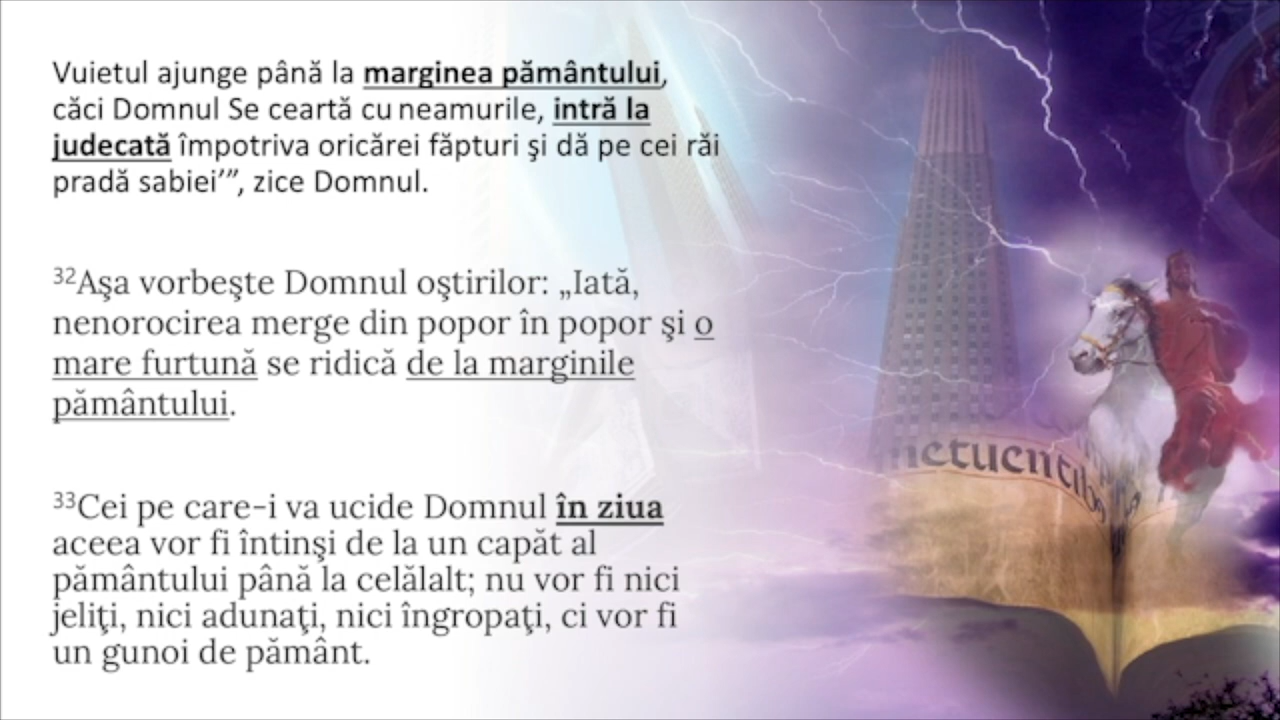 Vuietul ajunge până la marginea pământului,
căci Domnul Se ceartă cu neamurile, intră la
judecată împotriva oricărei făpturi şi dă pe cei răi
pradă sabiei’”, zice Domnul.
32Aşa vorbeşte Domnul oştirilor: „Iată,
nenorocirea merge din popor în popor şi o
mare furtună se ridică de la marginile
pământului.
33Cei pe care-i va ucide Domnul în ziua
aceea vor fi întinşi de la un capăt al
pământului până la celălalt; nu vor fi nici
jeliţi, nici adunaţi, nici îngropaţi, ci vor fi
un gunoi de pământ.